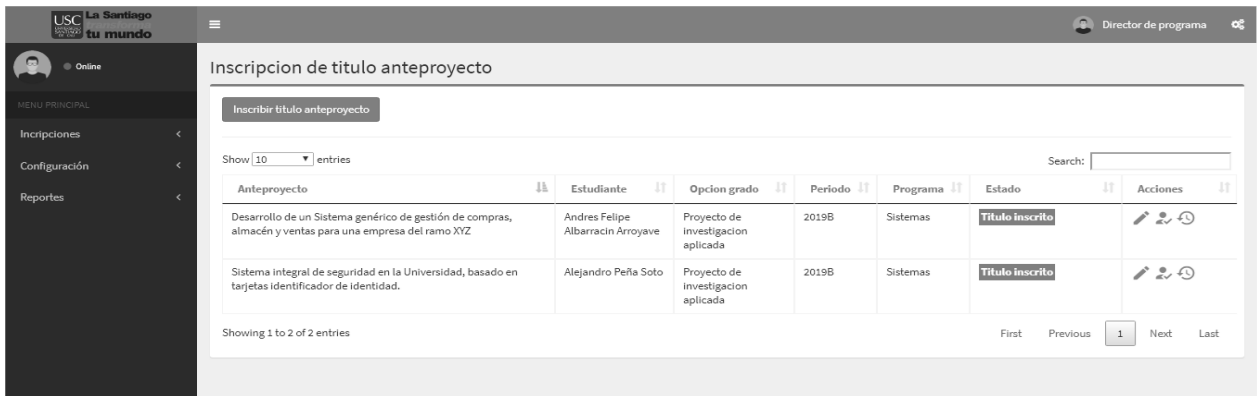 USC La Santiago
UNIVERSIDAD SANTIAGO DE CALI tu mundo
Director de programa
Online
Inscripcion de titulo anteproyecto
MENU PRINCIPAL
Inscribir titulo anteproyecto
Incripciones
Configuración
Reportes
Show 10 entries
Search:
Anteproyecto Estudiante Opcion grado Periodo Programa Estado Acciones
Desarrollo de un Sistema genérico de gestión de compras,
almacén y ventas para una empresa del ramo XYZ
Andres Felipe
Albarracin Arroyave
Proyecto de
investigacion
aplicada
2019B
Sistemas
Titulo inscrito
Sistema integral de seguridad en la Universidad, basado en
tarjetas identificador de identidad.
Alejandro Peña Soto
Proyecto de
investigacion
aplicada
2019B
Sistemas
Titulo inscrito
Showing 1 to 2 of 2 entries
First Previous 1 Next Last